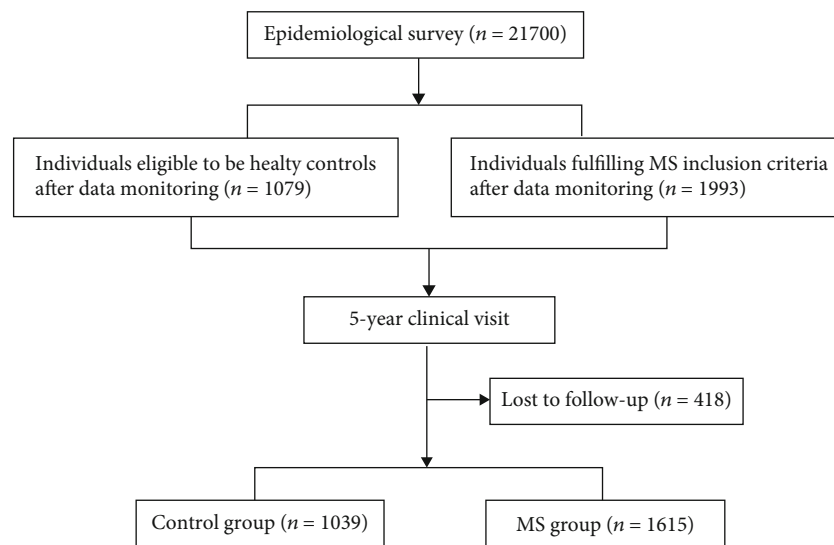 Epidemiological survey (n = 21700)
Individuals eligible to be healty controls
after data monitoring (n = 1079)
Individuals fulfilling MS inclusion criteria
after data monitoring (n = 1993)
5-year clinical visit
Lost to follow-up (n = 418)
Control group (n = 1039)
MS group (n = 1615)